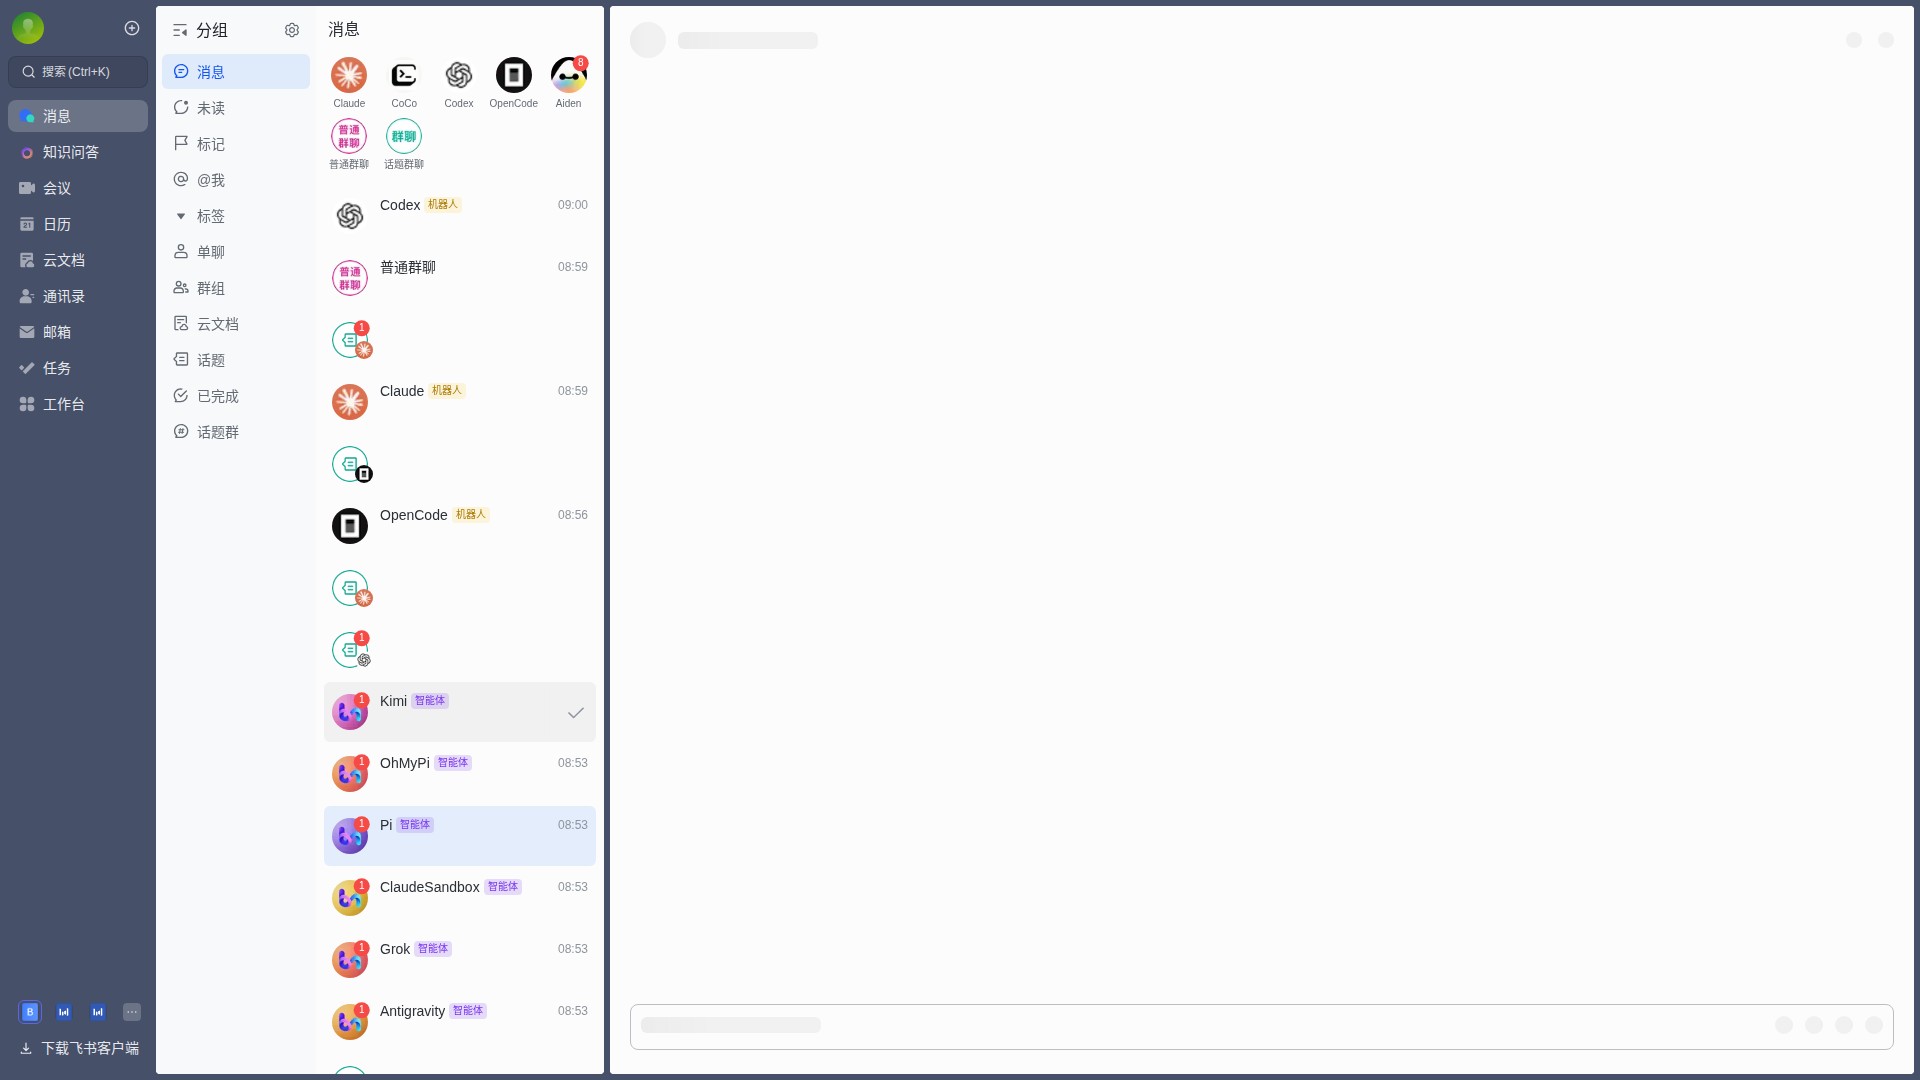 搜索 (Ctrl+K)
消息
知识问答
会议
日历
云文档
通讯录
邮箱
任务
工作台
B
下载飞书客户端
分组
消息
未读
标记
@我
标签
单聊
群组
云文档
话题
已完成
话题群
消息
8
Claude
CoCo
Codex
OpenCode
Aiden
普通
群聊
群聊
普通群聊
话题群聊
Codex 机器人 09:00
普通
群聊
普通群聊 08:59
1
Claude 机器人 08:59
OpenCode 机器人 08:56
1
1
Kimi 智能体
1
OhMyPi 智能体 08:53
1
Pi 智能体 08:53
1
ClaudeSandbox 智能体 08:53
1
Grok 智能体 08:53
1
Antigravity 智能体 08:53